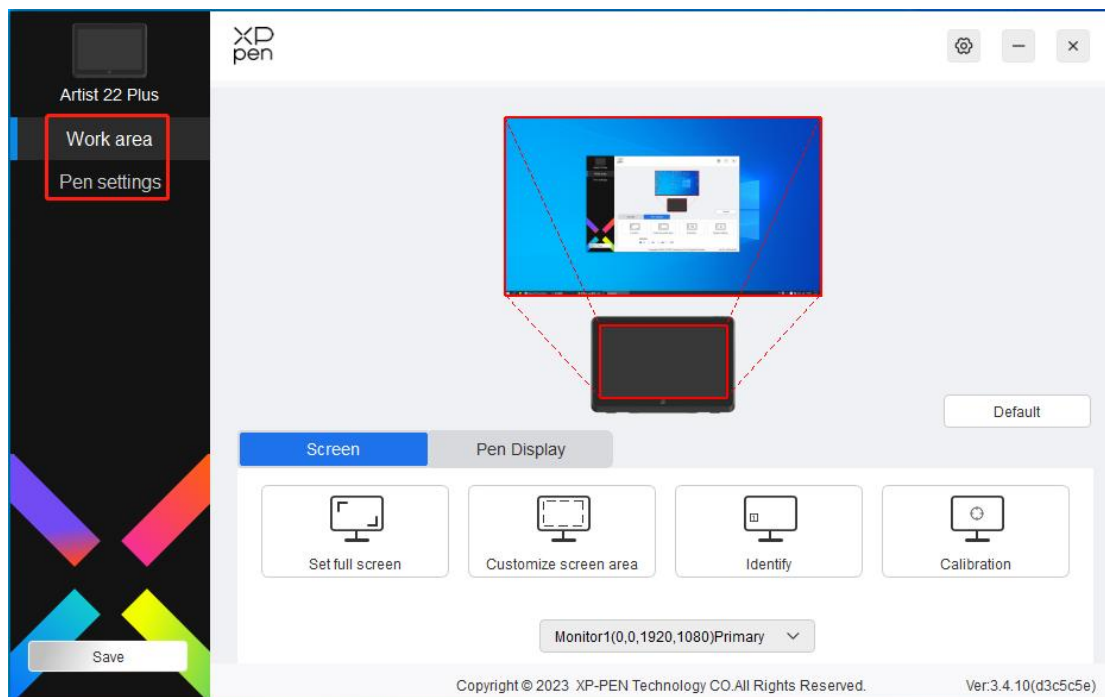 XP
pen
Artist 22 Plus
Work area
Pen settings
Default
Screen
Pen Display
Set full screen
Customize screen area
1
Identify
Calibration
Monitor1(0,0,1920,1080)Primary
Save
Copyright © 2023 XP-PEN Technology CO.All Rights Reserved.
Ver:3.4.10(d3c5c5e)